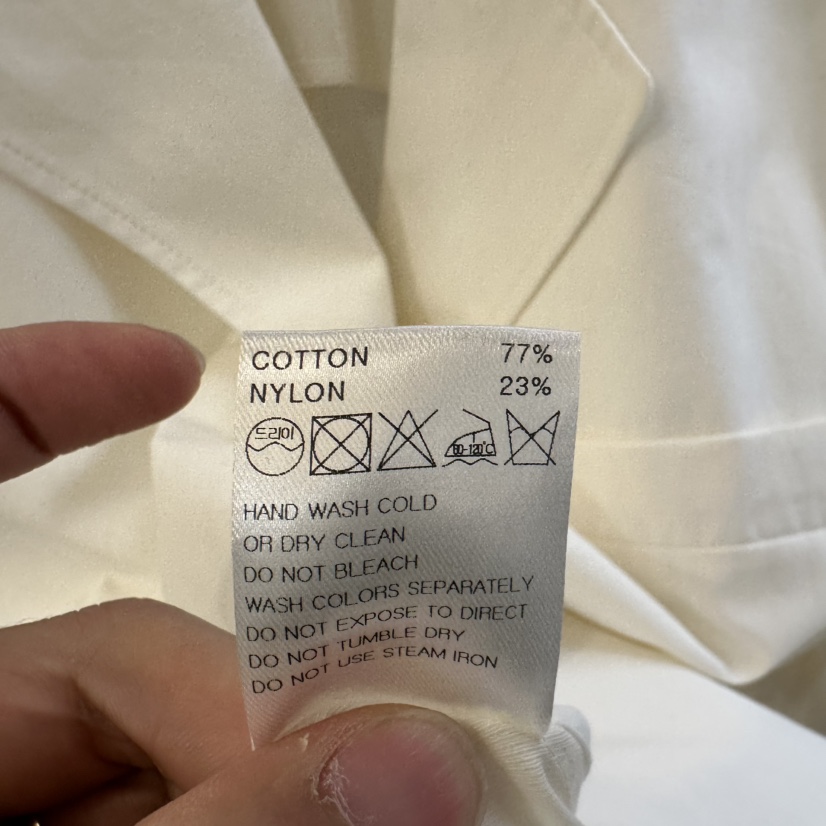 COTTON 77%
NYLON 23%
드라이 80-120℃
HAND WASH COLD
OR DRY CLEAN
DO NOT BLEACH
WASH COLORS SEPARATELY
DO NOT EXPOSE TO DIRECT
DO NOT TUMBLE DRY
DO NOT USE STEAM IRON